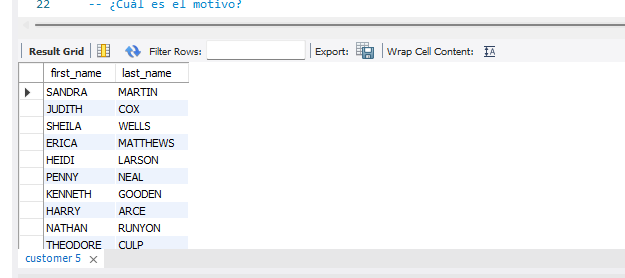 22 -- ¿Cuál es el motivo?
Result Grid Filter Rows: Export: Wrap Cell Content: IA
first_name last_name
SANDRA MARTIN
JUDITH COX
SHEILA WELLS
ERICA MATTHEWS
HEIDI LARSON
PENNY NEAL
KENNETH GOODEN
HARRY ARCE
NATHAN RUNYON
THEODORE CULP
customer 5 ×